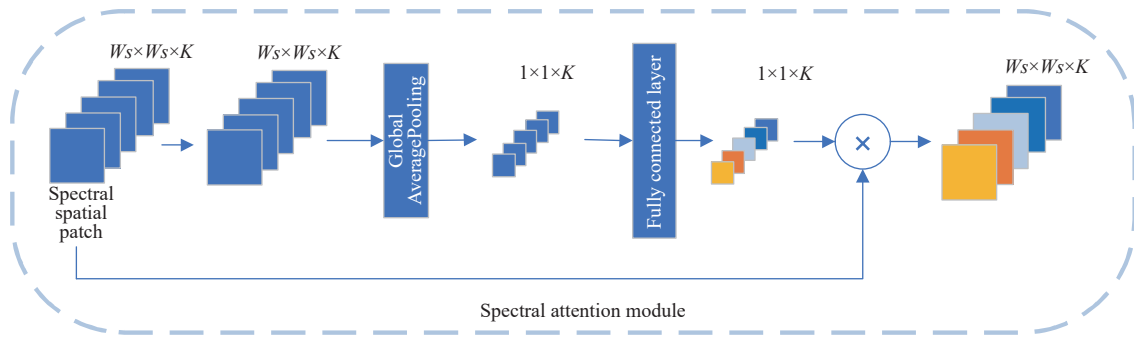 Ws×Ws×K
Ws×Ws×K
Global
AveragePooling
1×1×K
Fully connected layer
1×1×K
×
Ws×Ws×K
Spectral
spatial
patch
Spectral attention module